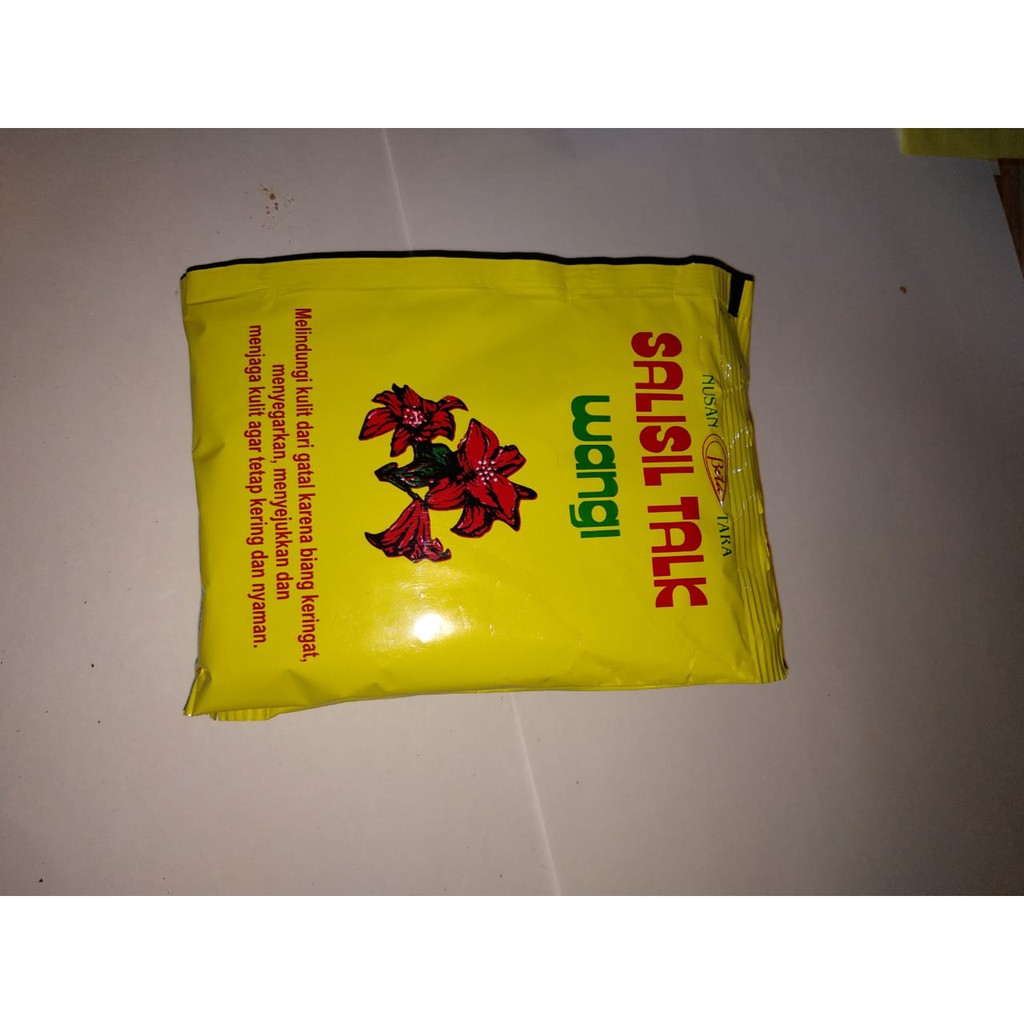 NUSAN Beta TARA
SALISIL TALK
wangi
Melindungi kulit dari gatal karena biang keringat,
menyegarkan, menyejukkan dan
menjaga kulit agar tetap kering dan nyaman.